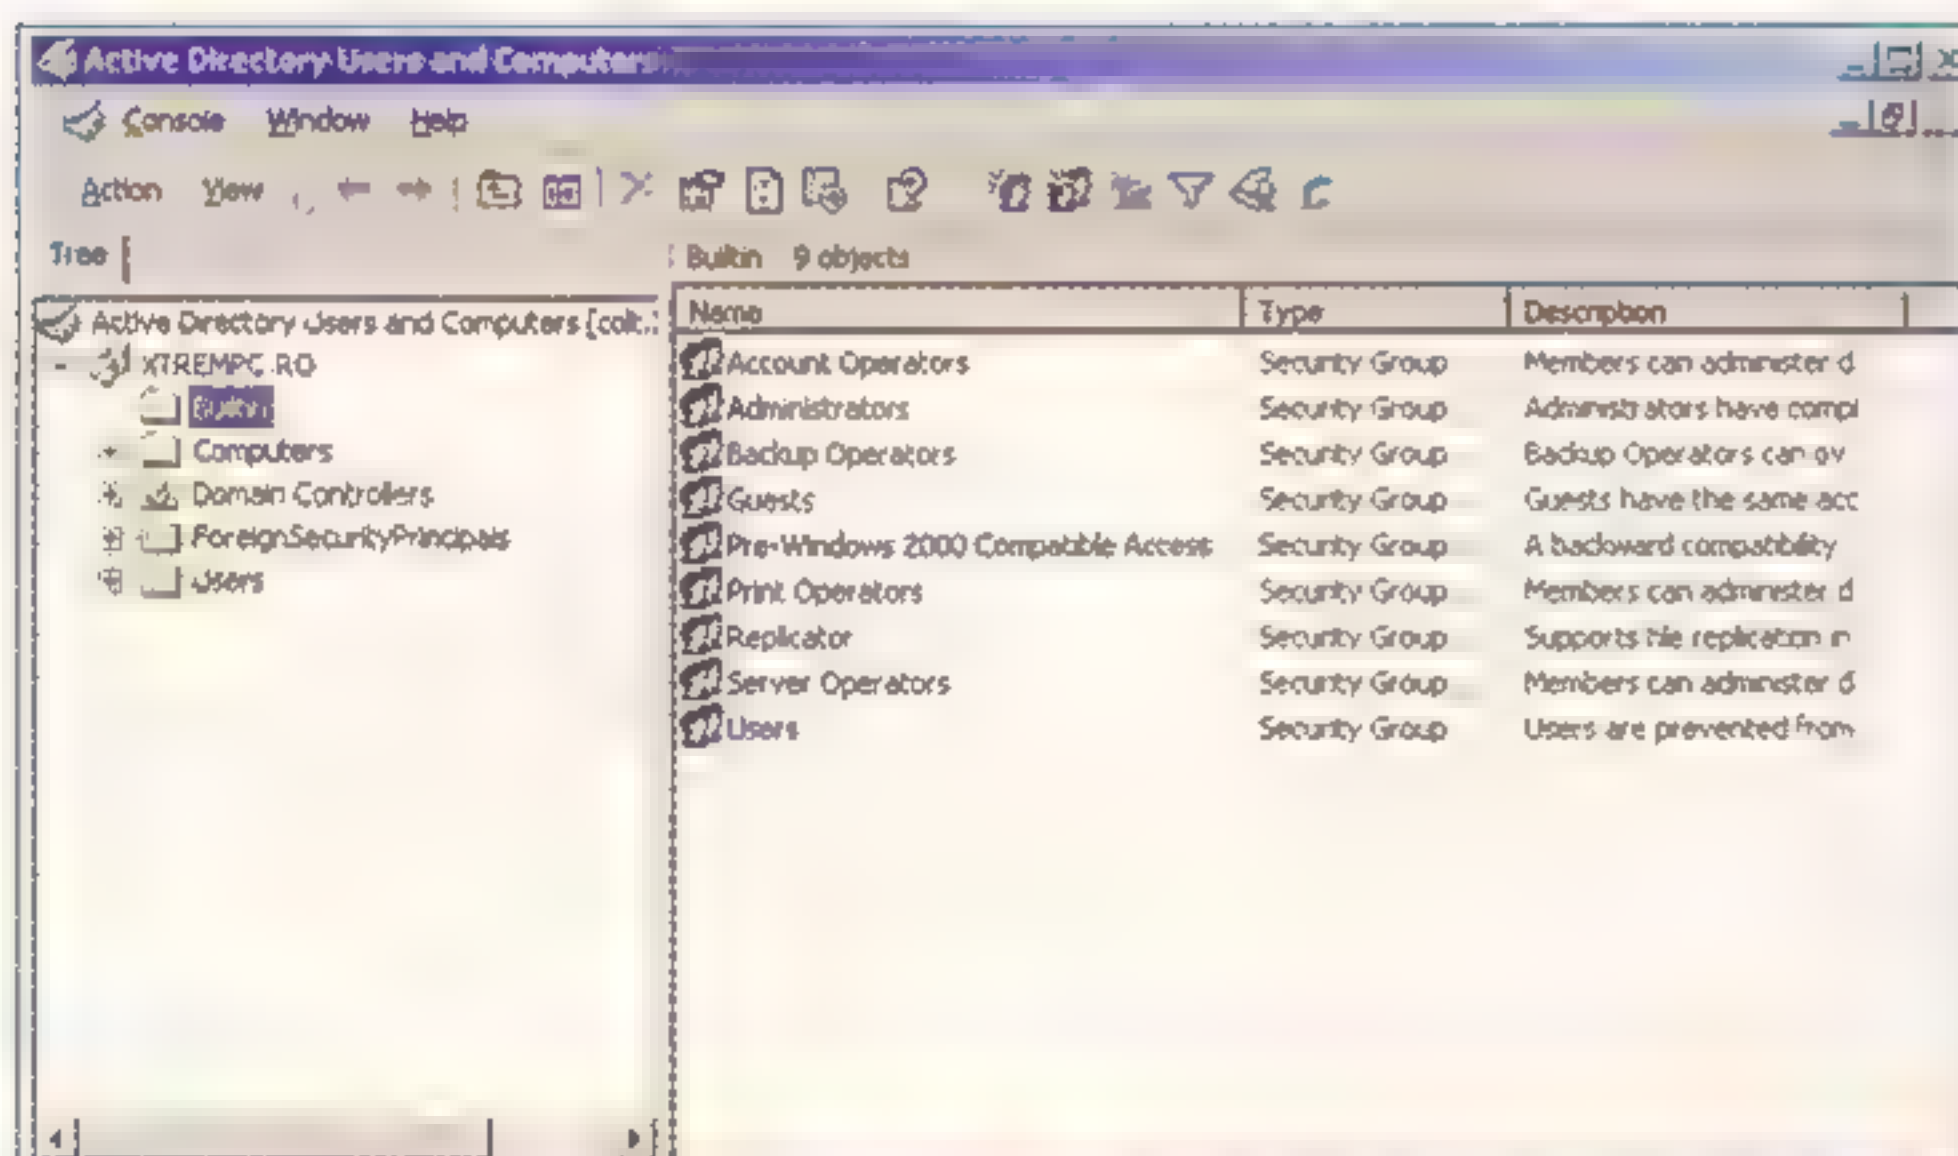 Active Directory Users and Computers
Console Window Help
Action View
Tree
Builtin 9 objects
Active Directory Users and Computers [colt.
XTREMPC.RO
Builtin
Computers
Domain Controllers
ForeignSecurityPrincipals
Users
Name Type Description
Account Operators Security Group Members can administer d
Administrators Security Group Administrators have compl
Backup Operators Security Group Backup Operators can ov
Guests Security Group Guests have the same acc
Pre-Windows 2000 Compatible Access Security Group A backward compatibility
Print Operators Security Group Members can administer d
Replicator Security Group Supports file replication in
Server Operators Security Group Members can administer d
Users Security Group Users are prevented from